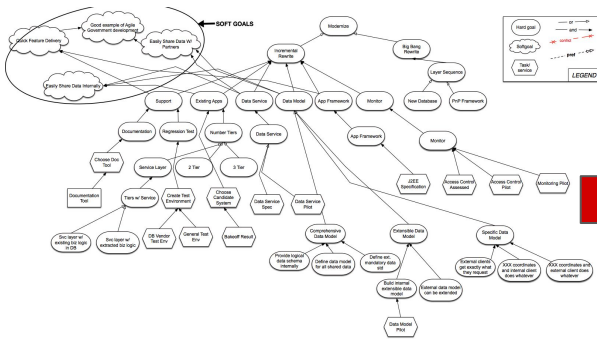 SOFT GOALS
Good example of Agile
Government development
Quick Feature Delivery
Easily Share Data W/
Partners
Easily Share Data Internally
Modernize
Incremental
Rewrite
Big Bang
Rewrite
Layer Sequence
New Database
PnP Framework
Hard goal
Softgoal
Task/
service
or
and
pref
LEGEND
Support
Existing Apps
Data Service
Data Model
App Framework
Monitor
Documentation
Regression Test
Number Tiers
Data Service
App Framework
Monitor
Choose Doc
Tool
Service Layer
2 Tier
3 Tier
J2EE
Specification
Access Control
Assessed
Access Control
Pilot
Monitoring Pilot
Documentation
Tool
Tiers w/ Service
Create Test
Environment
Choose
Candidate
System
Data Service
Spec
Data Service
Pilot
Svc layer w/
existing biz logic
in DB
Svc layer w/
extracted biz logic
DB Vendor
Test Env
General Test
Env
Bakeoff Result
Comprehensive
Data Model
Extensible Data
Model
Specific Data
Model
Provide logical
data schema
internally
Define data model
for all shared data
Define ext.
mandatory data
std
External clients
get exactly what
they request
XXX coordinates
and internal client
does whatever
XXX coordinates and
external client does
whatever
Build internal
extensible data
model
External data model
can be extended
Data Model
Pilot